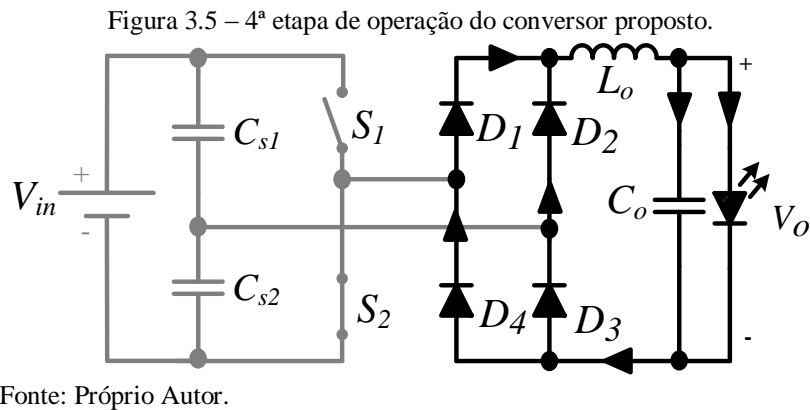 Figura 3.5 – 4ª etapa de operação do conversor proposto.
+
Lo
Cs1
S1
D1
D2
+
Vin
-
Co
VO
Cs2
S2
D4
D3
-
Fonte: Próprio Autor.